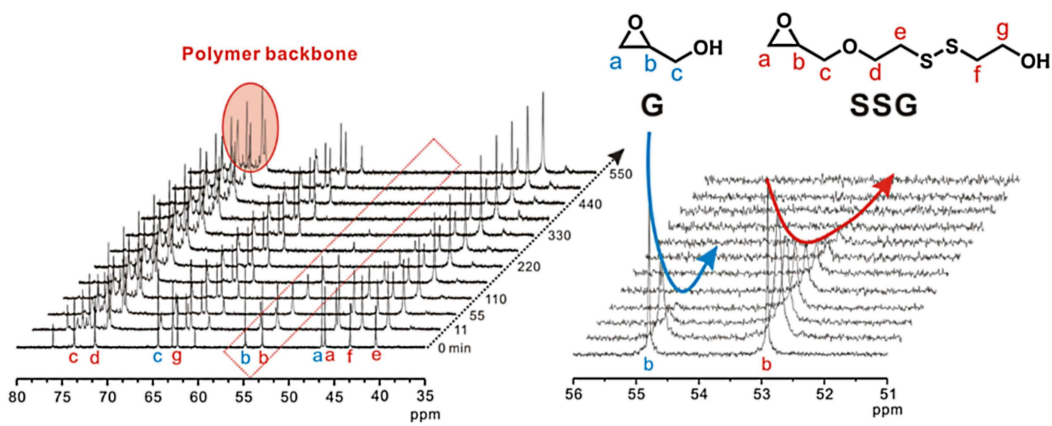 Polymer backbone
O
OH
a
b
c
G
O
a
b
c
O
d
e
S
S
f
g
OH
SSG
550
440
330
220
110
55
11
0 min
c d c g b b a a f e
80 75 70 65 60 55 50 45 40 35
ppm
b b
56 55 54 53 52 51
ppm